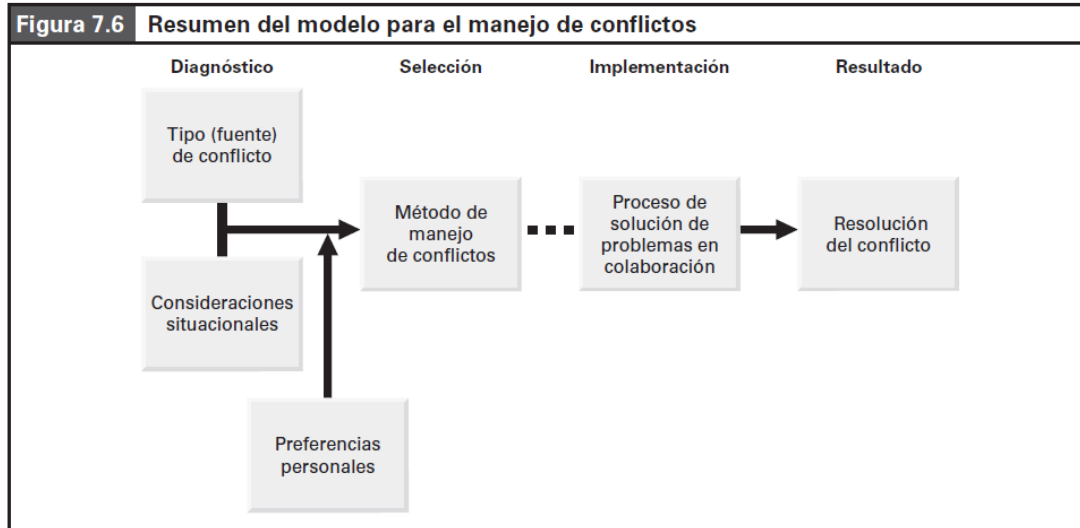 Figura 7.6 Resumen del modelo para el manejo de conflictos
Diagnóstico Selección Implementación Resultado
Tipo (fuente)
de conflicto
Consideraciones
situacionales
Preferencias
personales
Método de
manejo
de conflictos
Proceso de
solución de
problemas en
colaboración
Resolución
del conflicto